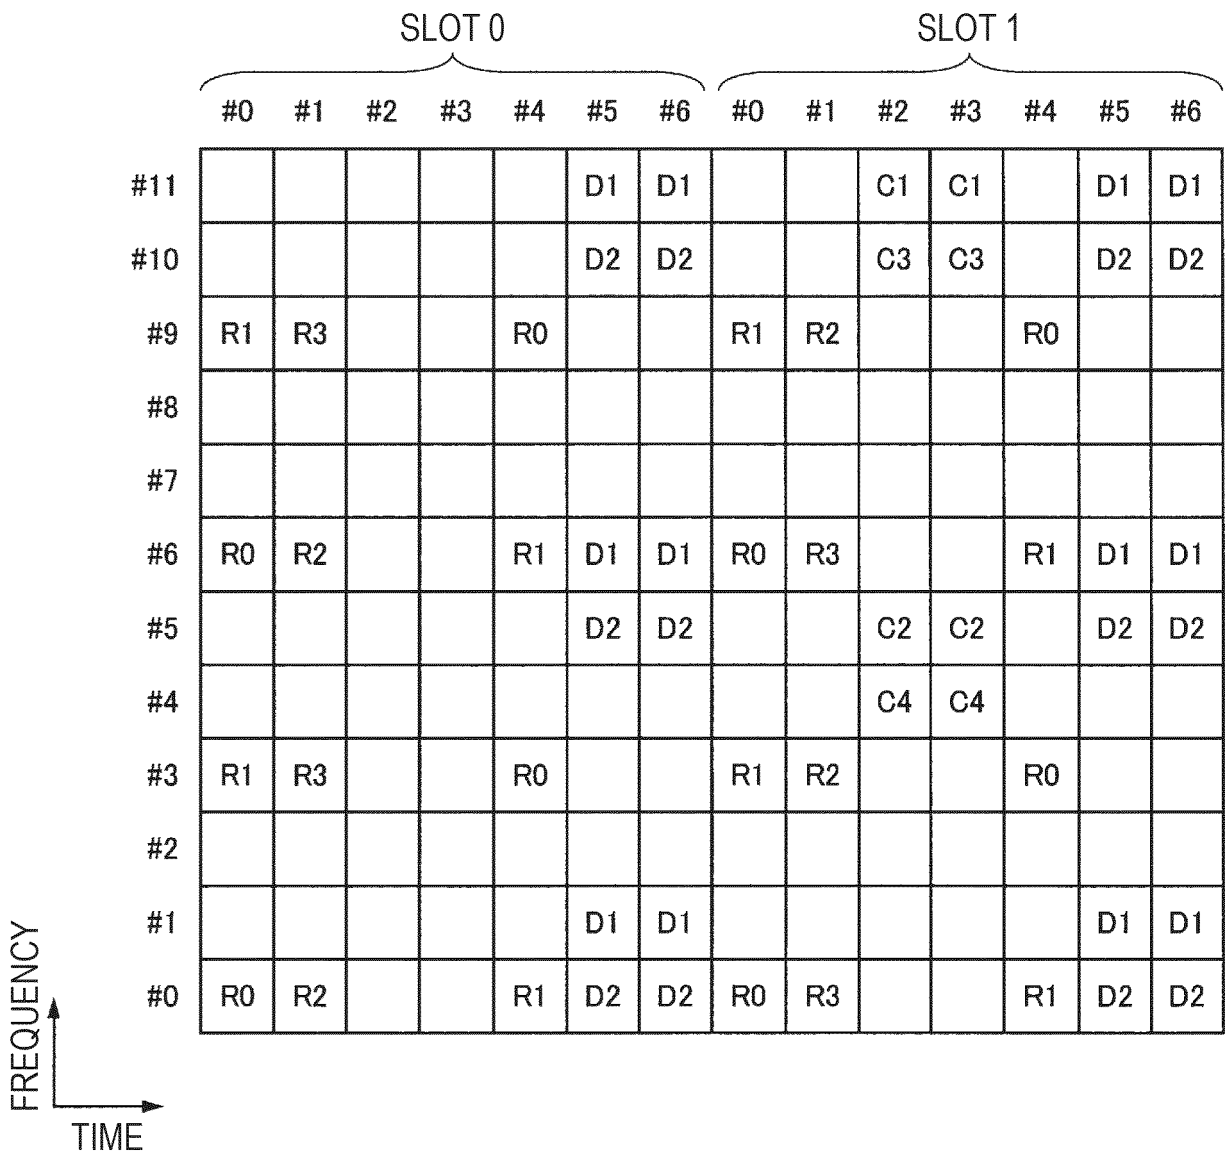 SLOT 0 SLOT 1
#0 #1 #2 #3 #4 #5 #6 #0 #1 #2 #3 #4 #5 #6
#11 D1 D1 C1 C1 D1 D1
#10 D2 D2 C3 C3 D2 D2
#9 R1 R3 R0 R1 R2 R0
#8
#7
#6 R0 R2 R1 D1 D1 R0 R3 R1 D1 D1
#5 D2 D2 C2 C2 D2 D2
#4 C4 C4
#3 R1 R3 R0 R1 R2 R0
#2
#1 D1 D1 D1 D1
#0 R0 R2 R1 D2 D2 R0 R3 R1 D2 D2
FREQUENCY
TIME